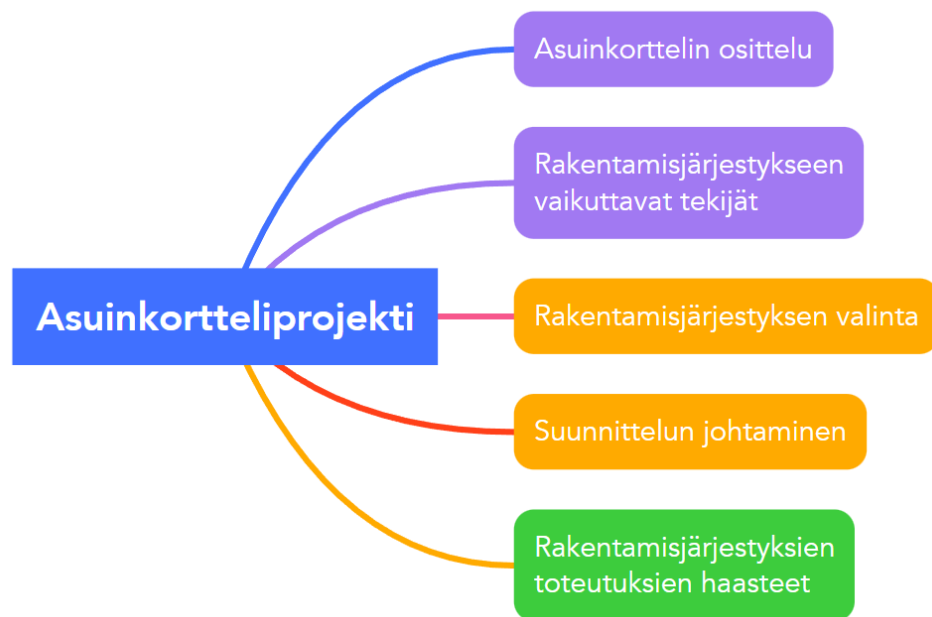 Asuinkortteliprojekti
Asuinkorttelin osittelu
Rakentamisjärjestykseen
vaikuttavat tekijät
Rakentamisjärjestyksen valinta
Suunnittelun johtaminen
Rakentamisjärjestyksien
toteutuksien haasteet